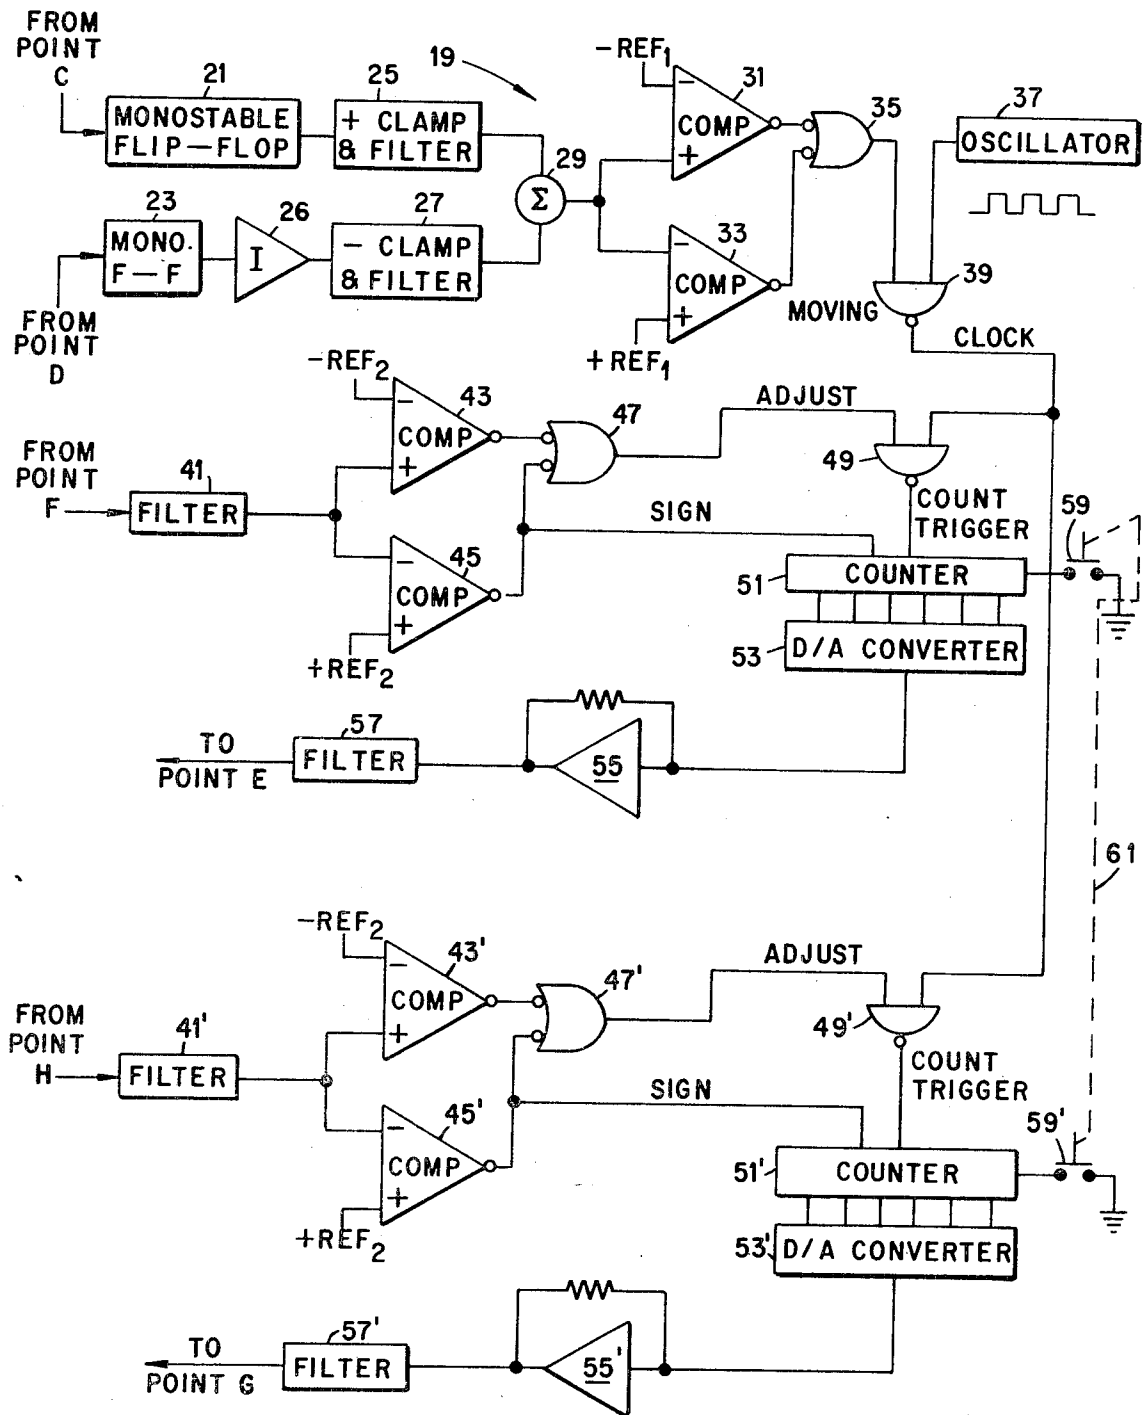 FROM
POINT
C
21
MONOSTABLE
FLIP-FLOP
25
+ CLAMP
& FILTER
19
29
Σ
-REF1
31
-
COMP
+
35
37
OSCILLATOR
23
MONO.
F-F
26
I
27
- CLAMP
& FILTER
33
-
COMP
+
+REF1
MOVING
39
CLOCK
FROM
POINT
D
-REF2
43
-
COMP
+
47
ADJUST
49
COUNT
TRIGGER
FROM
POINT
F
41
FILTER
SIGN
45
-
COMP
+
+REF2
51
COUNTER
59
53
D/A CONVERTER
TO
POINT E
57
FILTER
55
61
-REF2
43'
-
COMP
+
47'
ADJUST
49'
COUNT
TRIGGER
FROM
POINT
H
41'
FILTER
SIGN
45'
-
COMP
+
+REF2
51'
COUNTER
59'
53'
D/A CONVERTER
TO
POINT G
57'
FILTER
55'